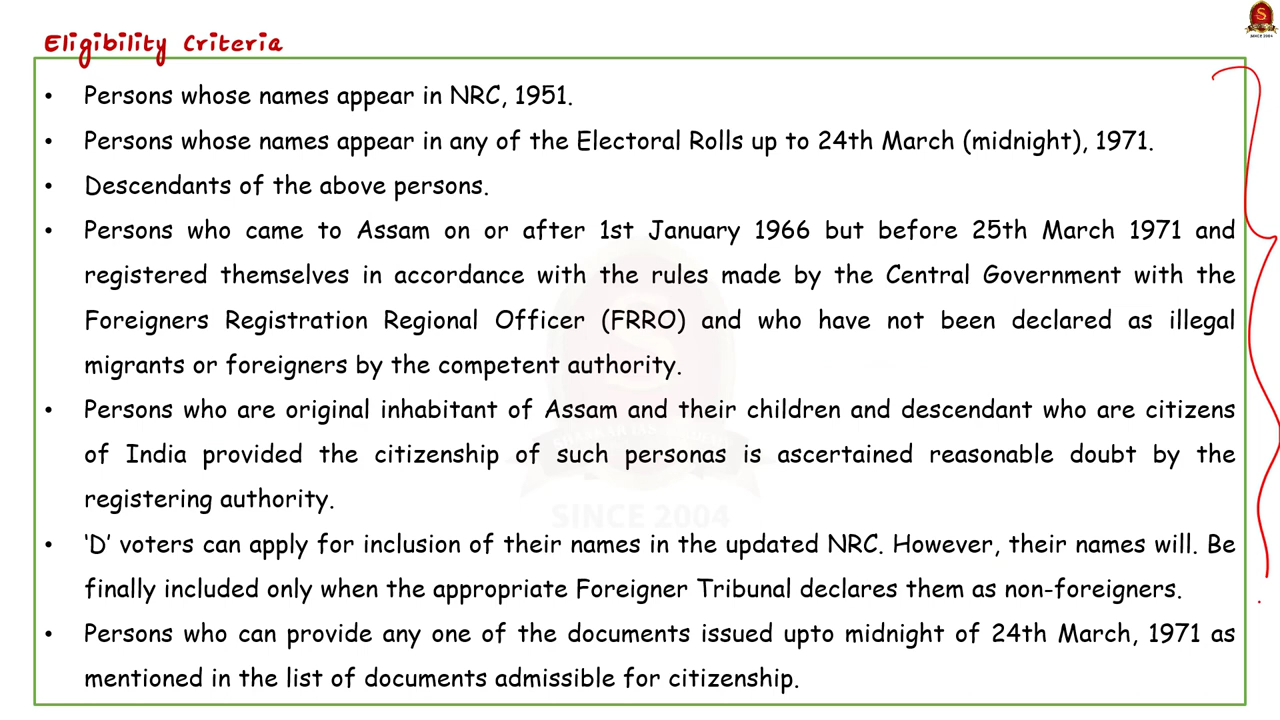 Eligibility Criteria
S
SINCE 2004
• Persons whose names appear in NRC, 1951.
• Persons whose names appear in any of the Electoral Rolls up to 24th March (midnight), 1971.
• Descendants of the above persons.
• Persons who came to Assam on or after 1st January 1966 but before 25th March 1971 and
registered themselves in accordance with the rules made by the Central Government with the
Foreigners Registration Regional Officer (FRRO) and who have not been declared as illegal
migrants or foreigners by the competent authority.
• Persons who are original inhabitant of Assam and their children and descendant who are citizens
of India provided the citizenship of such personas is ascertained reasonable doubt by the
registering authority.
• ‘D’ voters can apply for inclusion of their names in the updated NRC. However, their names will. Be
finally included only when the appropriate Foreigner Tribunal declares them as non-foreigners.
• Persons who can provide any one of the documents issued upto midnight of 24th March, 1971 as
mentioned in the list of documents admissible for citizenship.
S
SINCE 2004